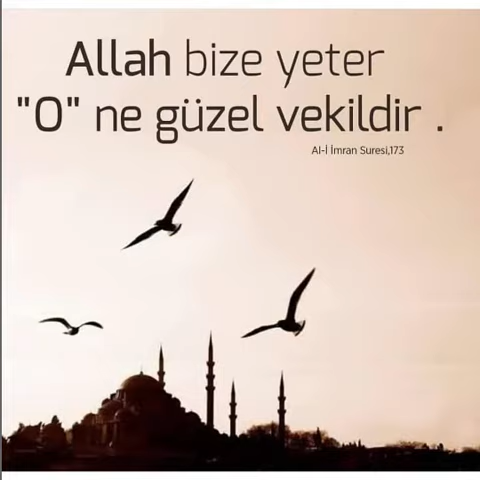 Allah bize yeter
"O" ne güzel vekildir .
Al-İ İmran Suresi,173